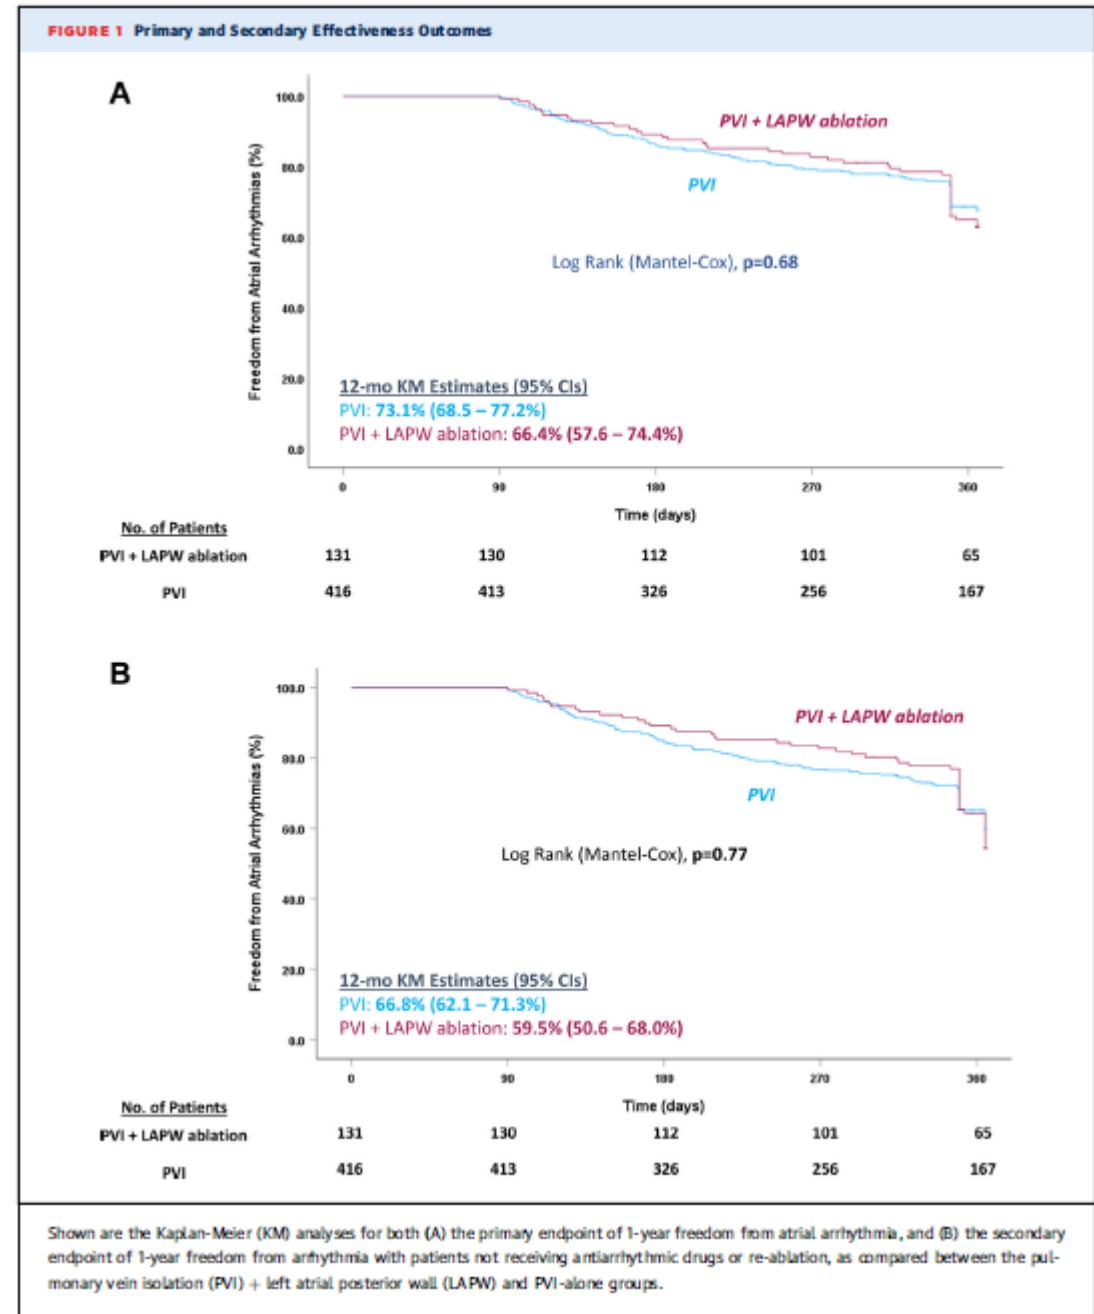 FIGURE 1 Primary and Secondary Effectiveness Outcomes
A
Freedom from Atrial Arrhythmias (%)
100.0
80.0
60.0
40.0
20.0
0.0
PVI + LAPW ablation
PVI
Log Rank (Mantel-Cox), p=0.68
12-mo KM Estimates (95% CIs)
PVI: 73.1% (68.5 – 77.2%)
PVI + LAPW ablation: 66.4% (57.6 – 74.4%)
0 90 180 270 360
Time (days)
No. of Patients
PVI + LAPW ablation 131 130 112 101 65
PVI 416 413 326 256 167
B
Freedom from Atrial Arrhythmias (%)
100.0
80.0
60.0
40.0
20.0
0.0
PVI + LAPW ablation
PVI
Log Rank (Mantel-Cox), p=0.77
12-mo KM Estimates (95% CIs)
PVI: 66.8% (62.1 – 71.3%)
PVI + LAPW ablation: 59.5% (50.6 – 68.0%)
0 90 180 270 360
Time (days)
No. of Patients
PVI + LAPW ablation 131 130 112 101 65
PVI 416 413 326 256 167
Shown are the Kaplan-Meier (KM) analyses for both (A) the primary endpoint of 1-year freedom from atrial arrhythmia, and (B) the secondary
endpoint of 1-year freedom from arrhythmia with patients not receiving antiarrhythmic drugs or re-ablation, as compared between the pul-
monary vein isolation (PVI) + left atrial posterior wall (LAPW) and PVI-alone groups.